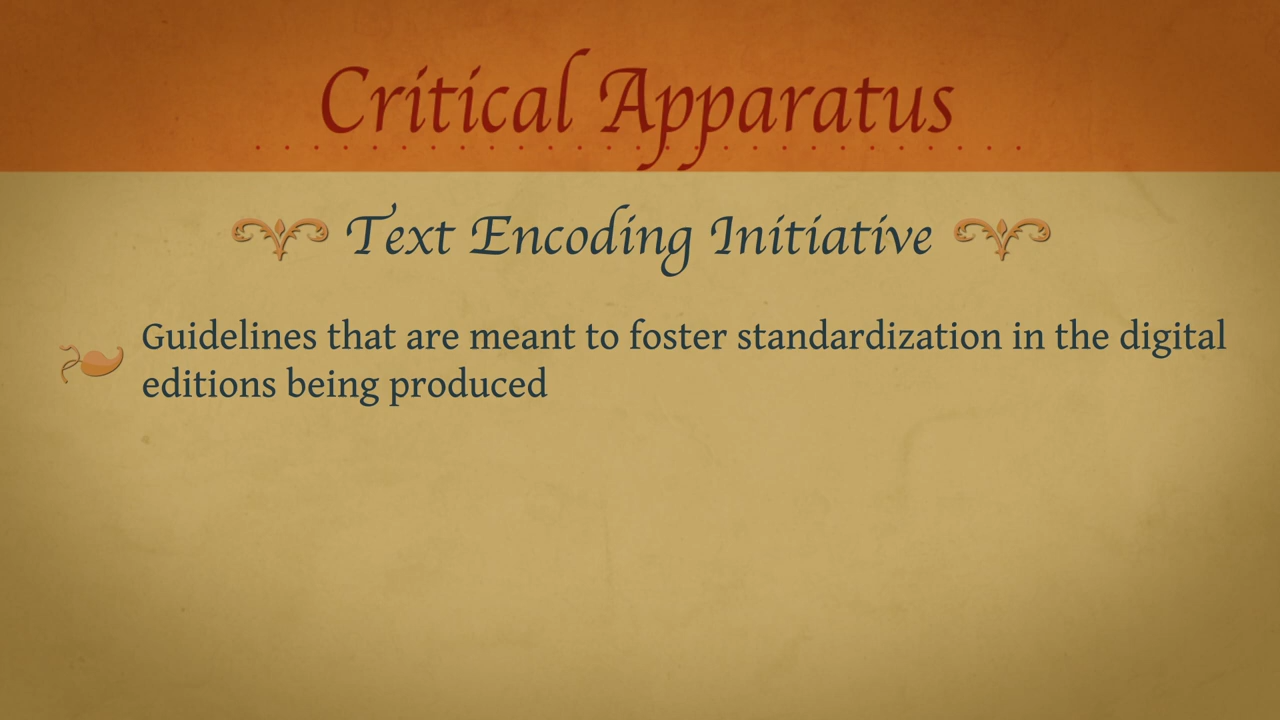 Critical Apparatus
Text Encoding Initiative
Guidelines that are meant to foster standardization in the digital
editions being produced